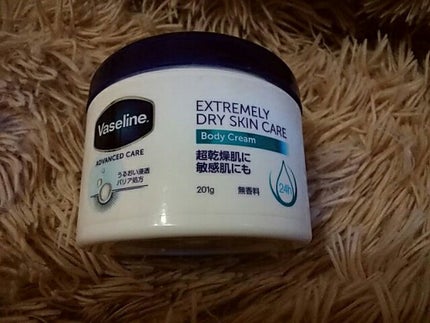 Vaseline.
ADVANCED CARE
うるおい浸透
バリア処方
EXTREMELY
DRY SKIN CARE
Body Cream
超乾燥肌に
敏感肌にも
201g 無香料
24h